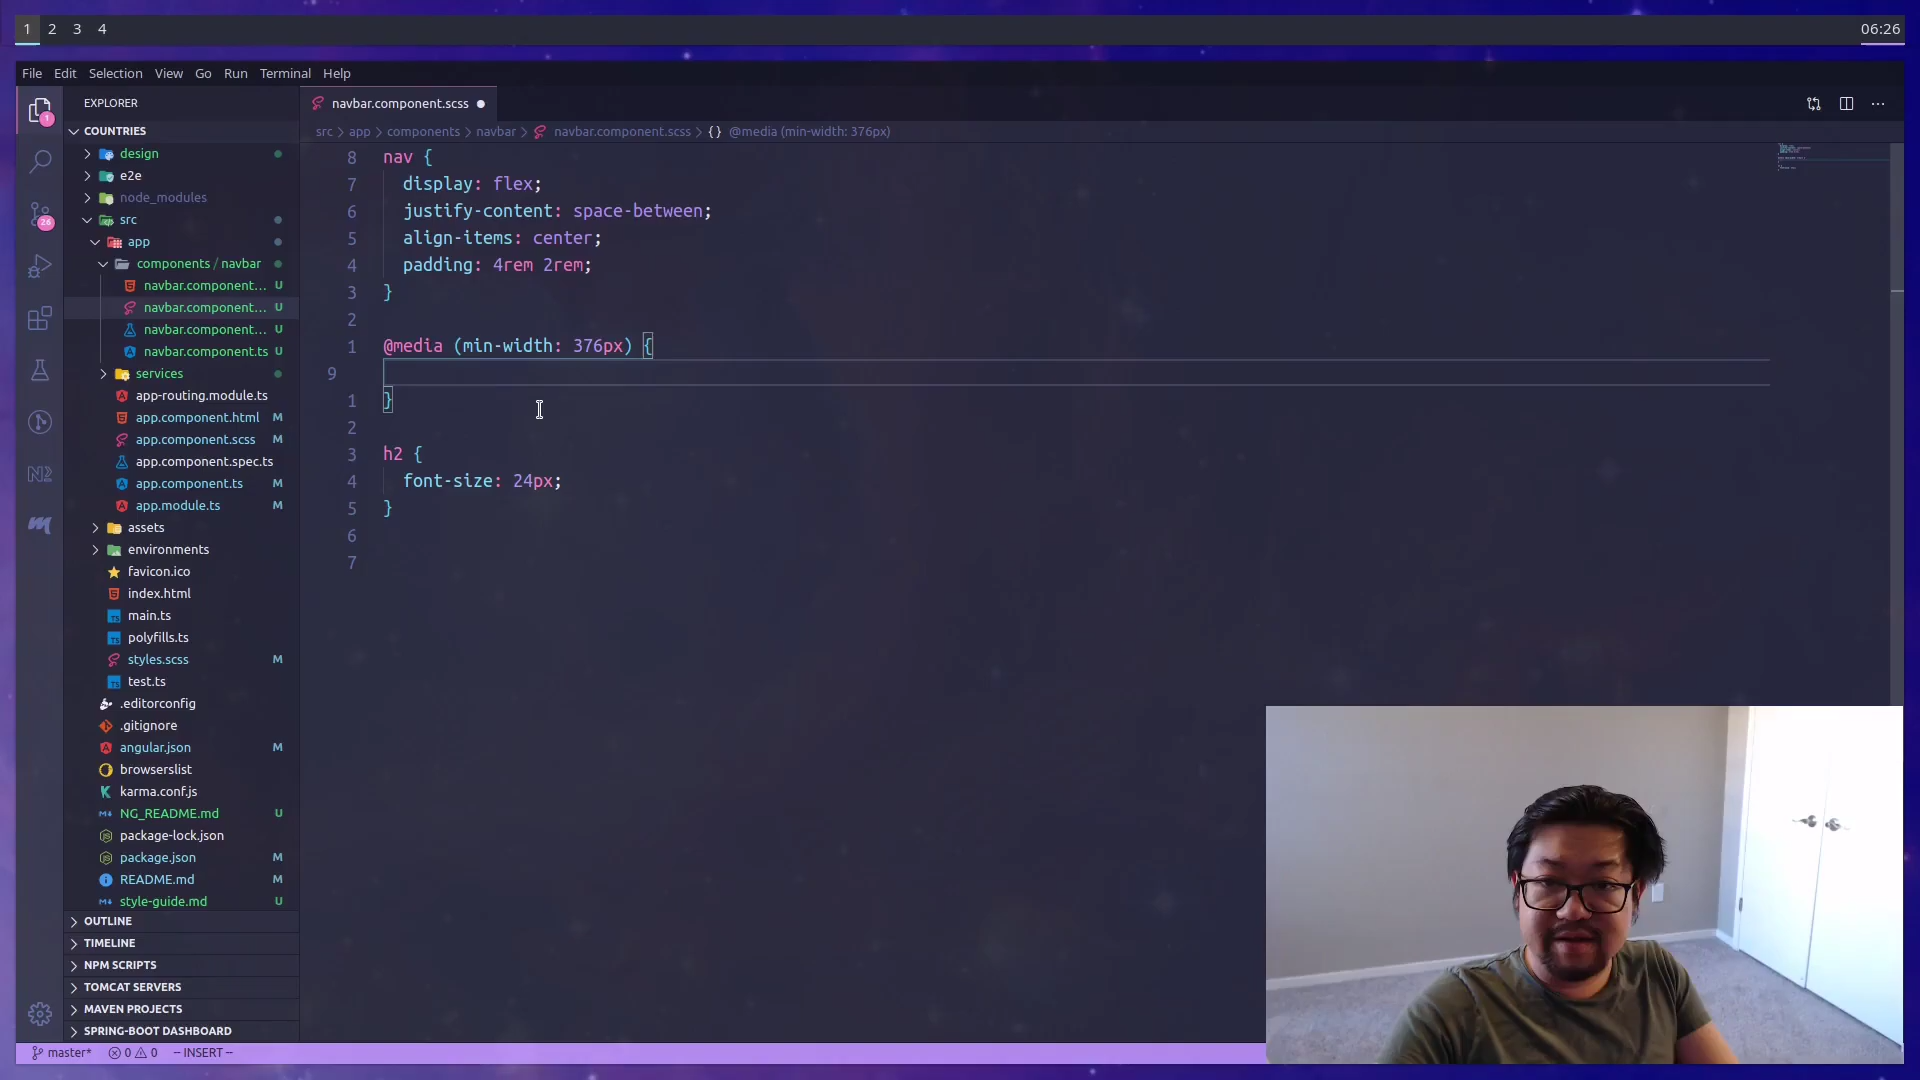 1 2 3 4
06:26
File Edit Selection View Go Run Terminal Help
EXPLORER
COUNTRIES
design
e2e
node_modules
src
app
components / navbar
navbar.component... U
navbar.component... U
navbar.component... U
navbar.component.ts U
services
app-routing.module.ts
app.component.html M
app.component.scss M
app.component.spec.ts
app.component.ts M
app.module.ts M
assets
environments
favicon.ico
index.html
main.ts
polyfills.ts
styles.scss M
test.ts
.editorconfig
.gitignore
angular.json M
browserslist
karma.conf.js
NG_README.md U
package-lock.json
package.json M
README.md M
style-guide.md U
OUTLINE
TIMELINE
NPM SCRIPTS
TOMCAT SERVERS
MAVEN PROJECTS
SPRING-BOOT DASHBOARD
1
26
navbar.component.scss
src > app > components > navbar > navbar.component.scss > {} @media (min-width: 376px)
8 nav {
7 display: flex;
6 justify-content: space-between;
5 align-items: center;
4 padding: 4rem 2rem;
3 }
2
1 @media (min-width: 376px) {
9
1 }
2
3 h2 {
4 font-size: 24px;
5 }
6
7
master* 0 0 -- INSERT --